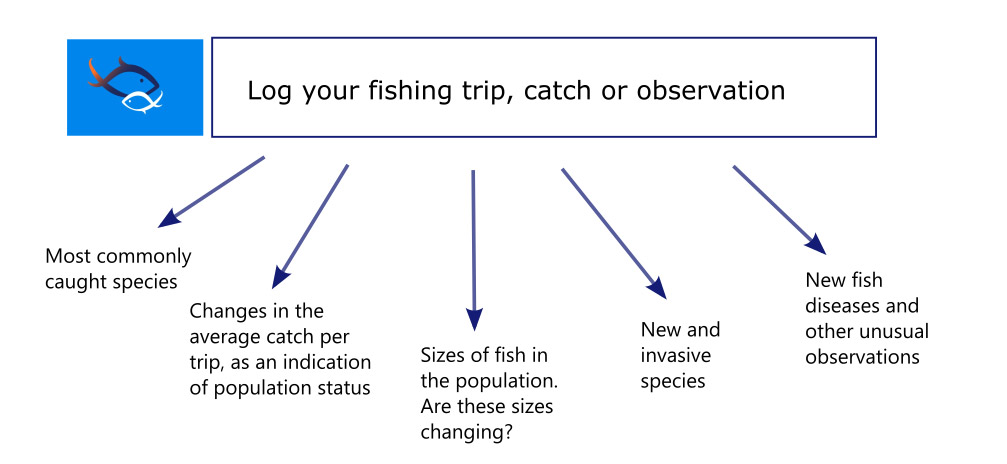 Log your fishing trip, catch or observation
Most commonly
caught species
Changes in the
average catch per
trip, as an indication
of population status
Sizes of fish in
the population.
Are these sizes
changing?
New and
invasive
species
New fish
diseases and
other unusual
observations